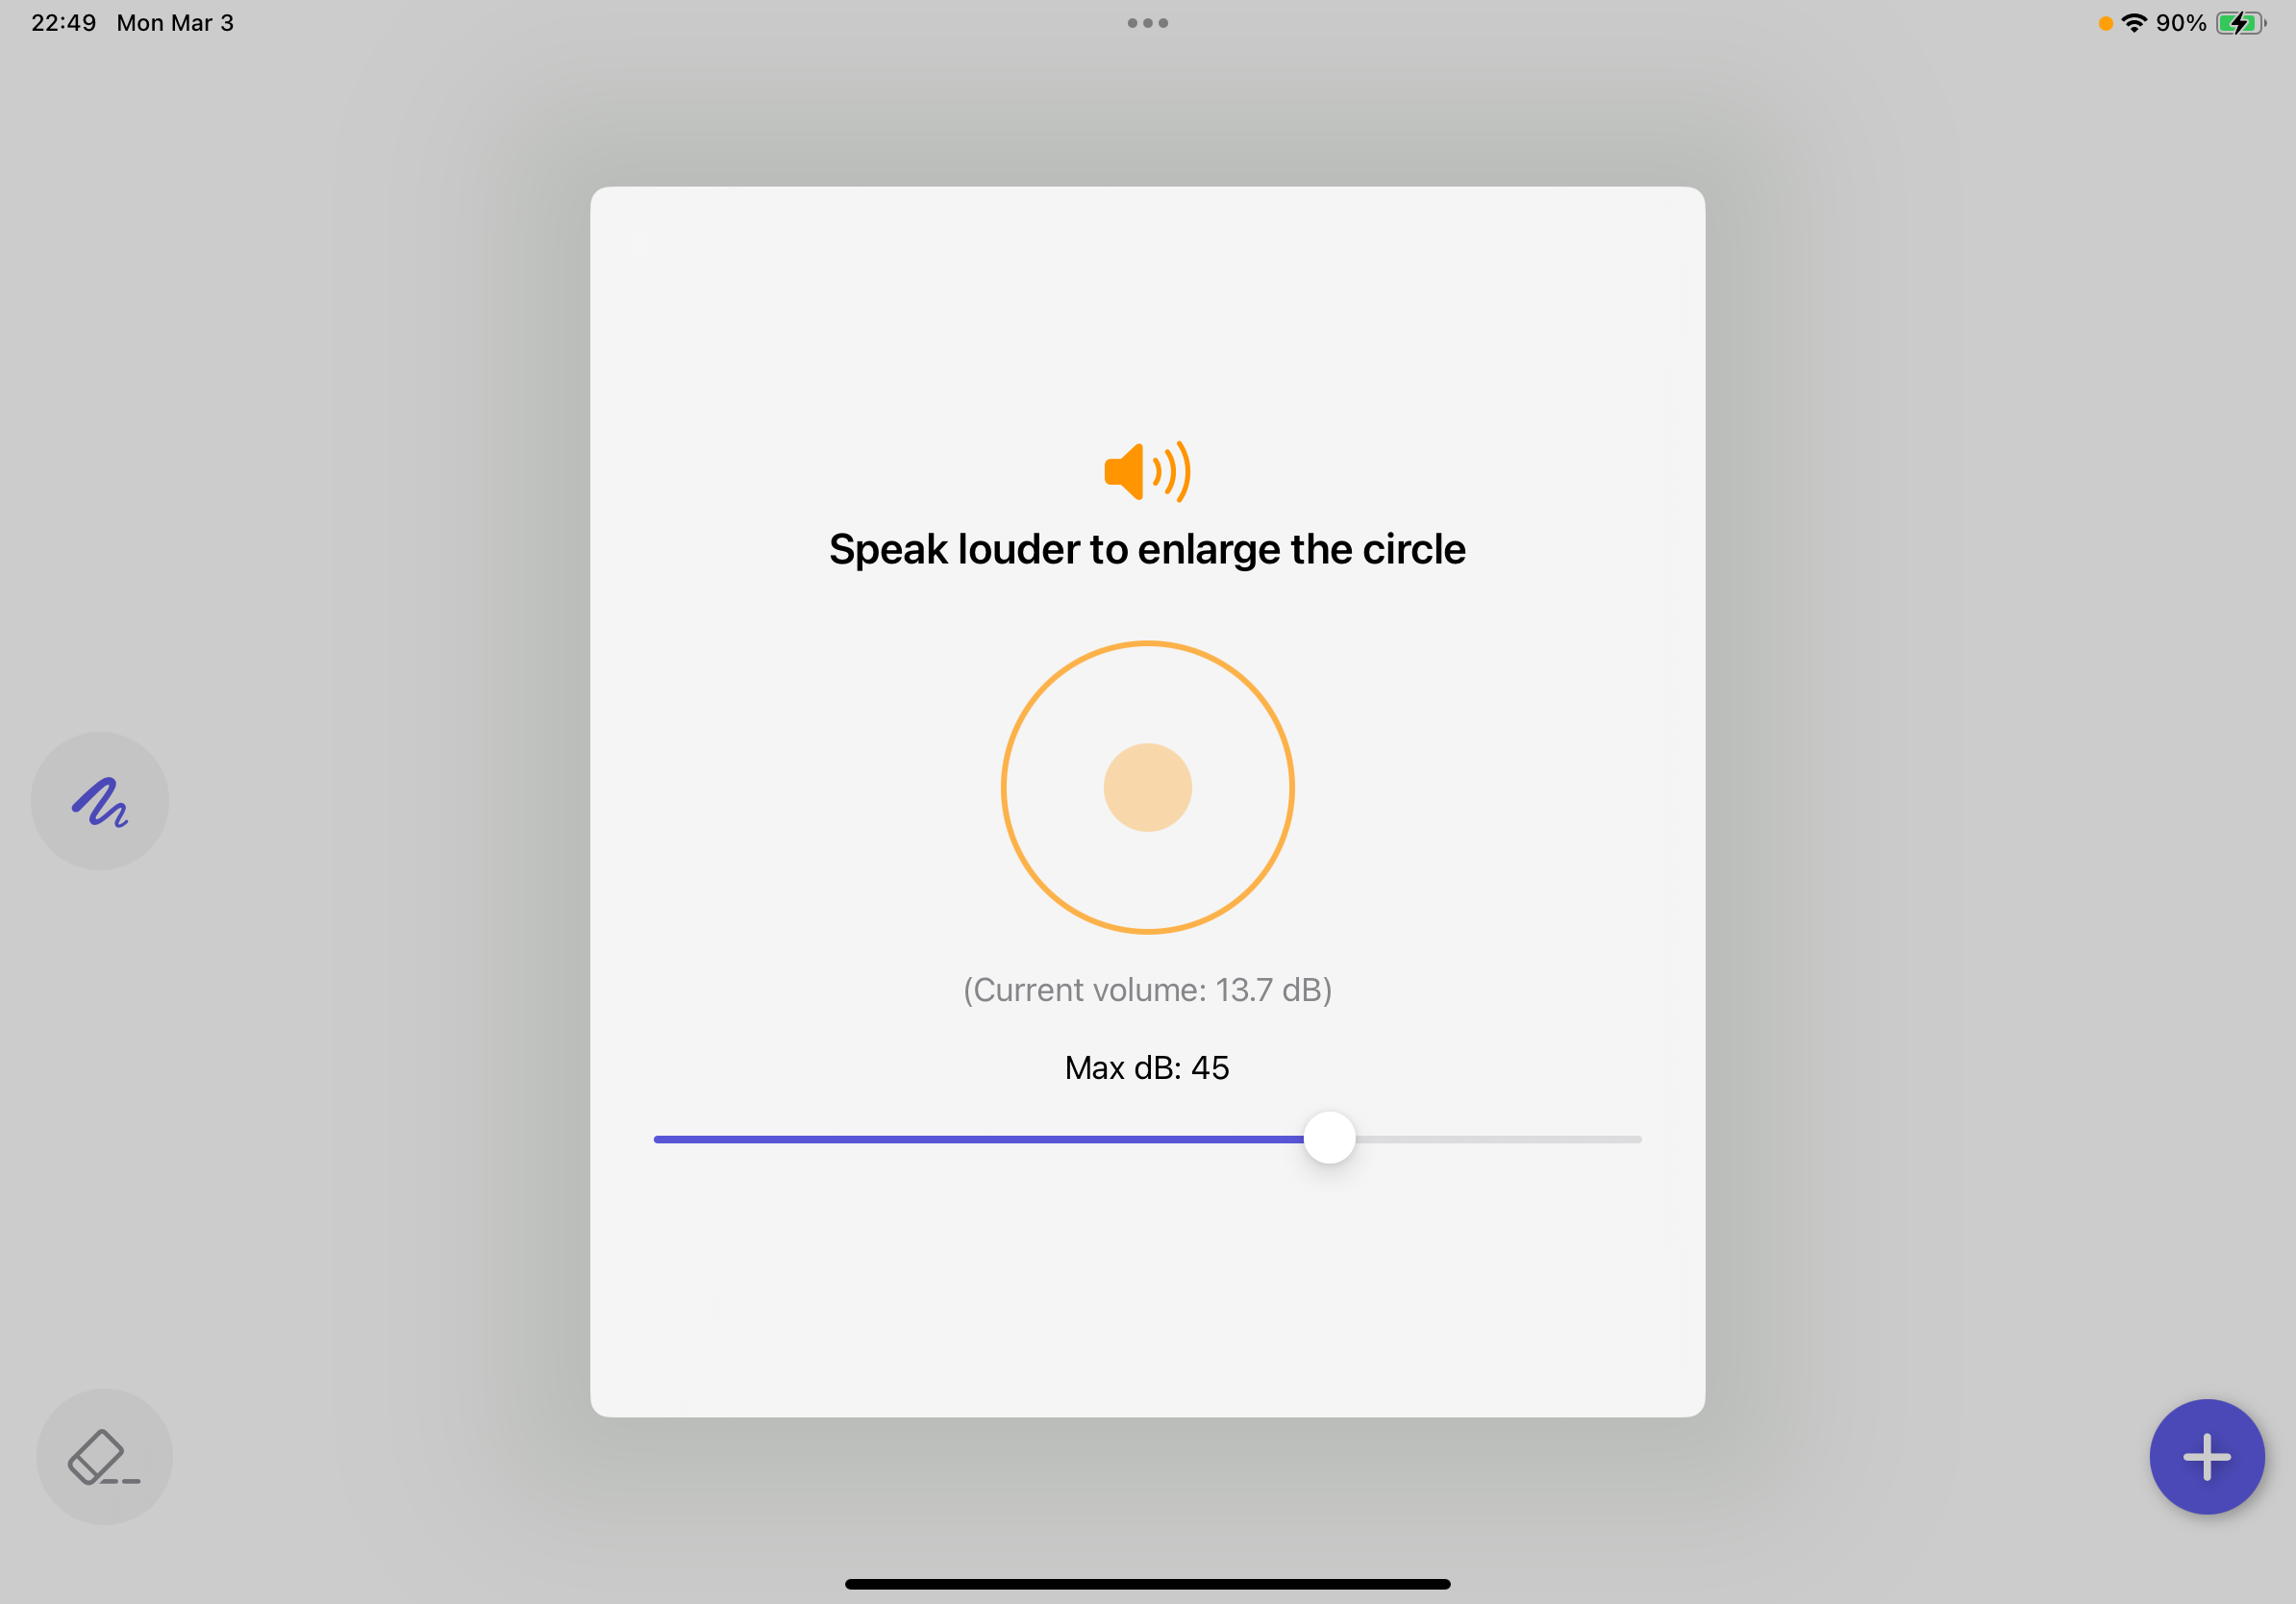 22:49 Mon Mar 3
90%
Speak louder to enlarge the circle
(Current volume: 13.7 dB)
Max dB: 45